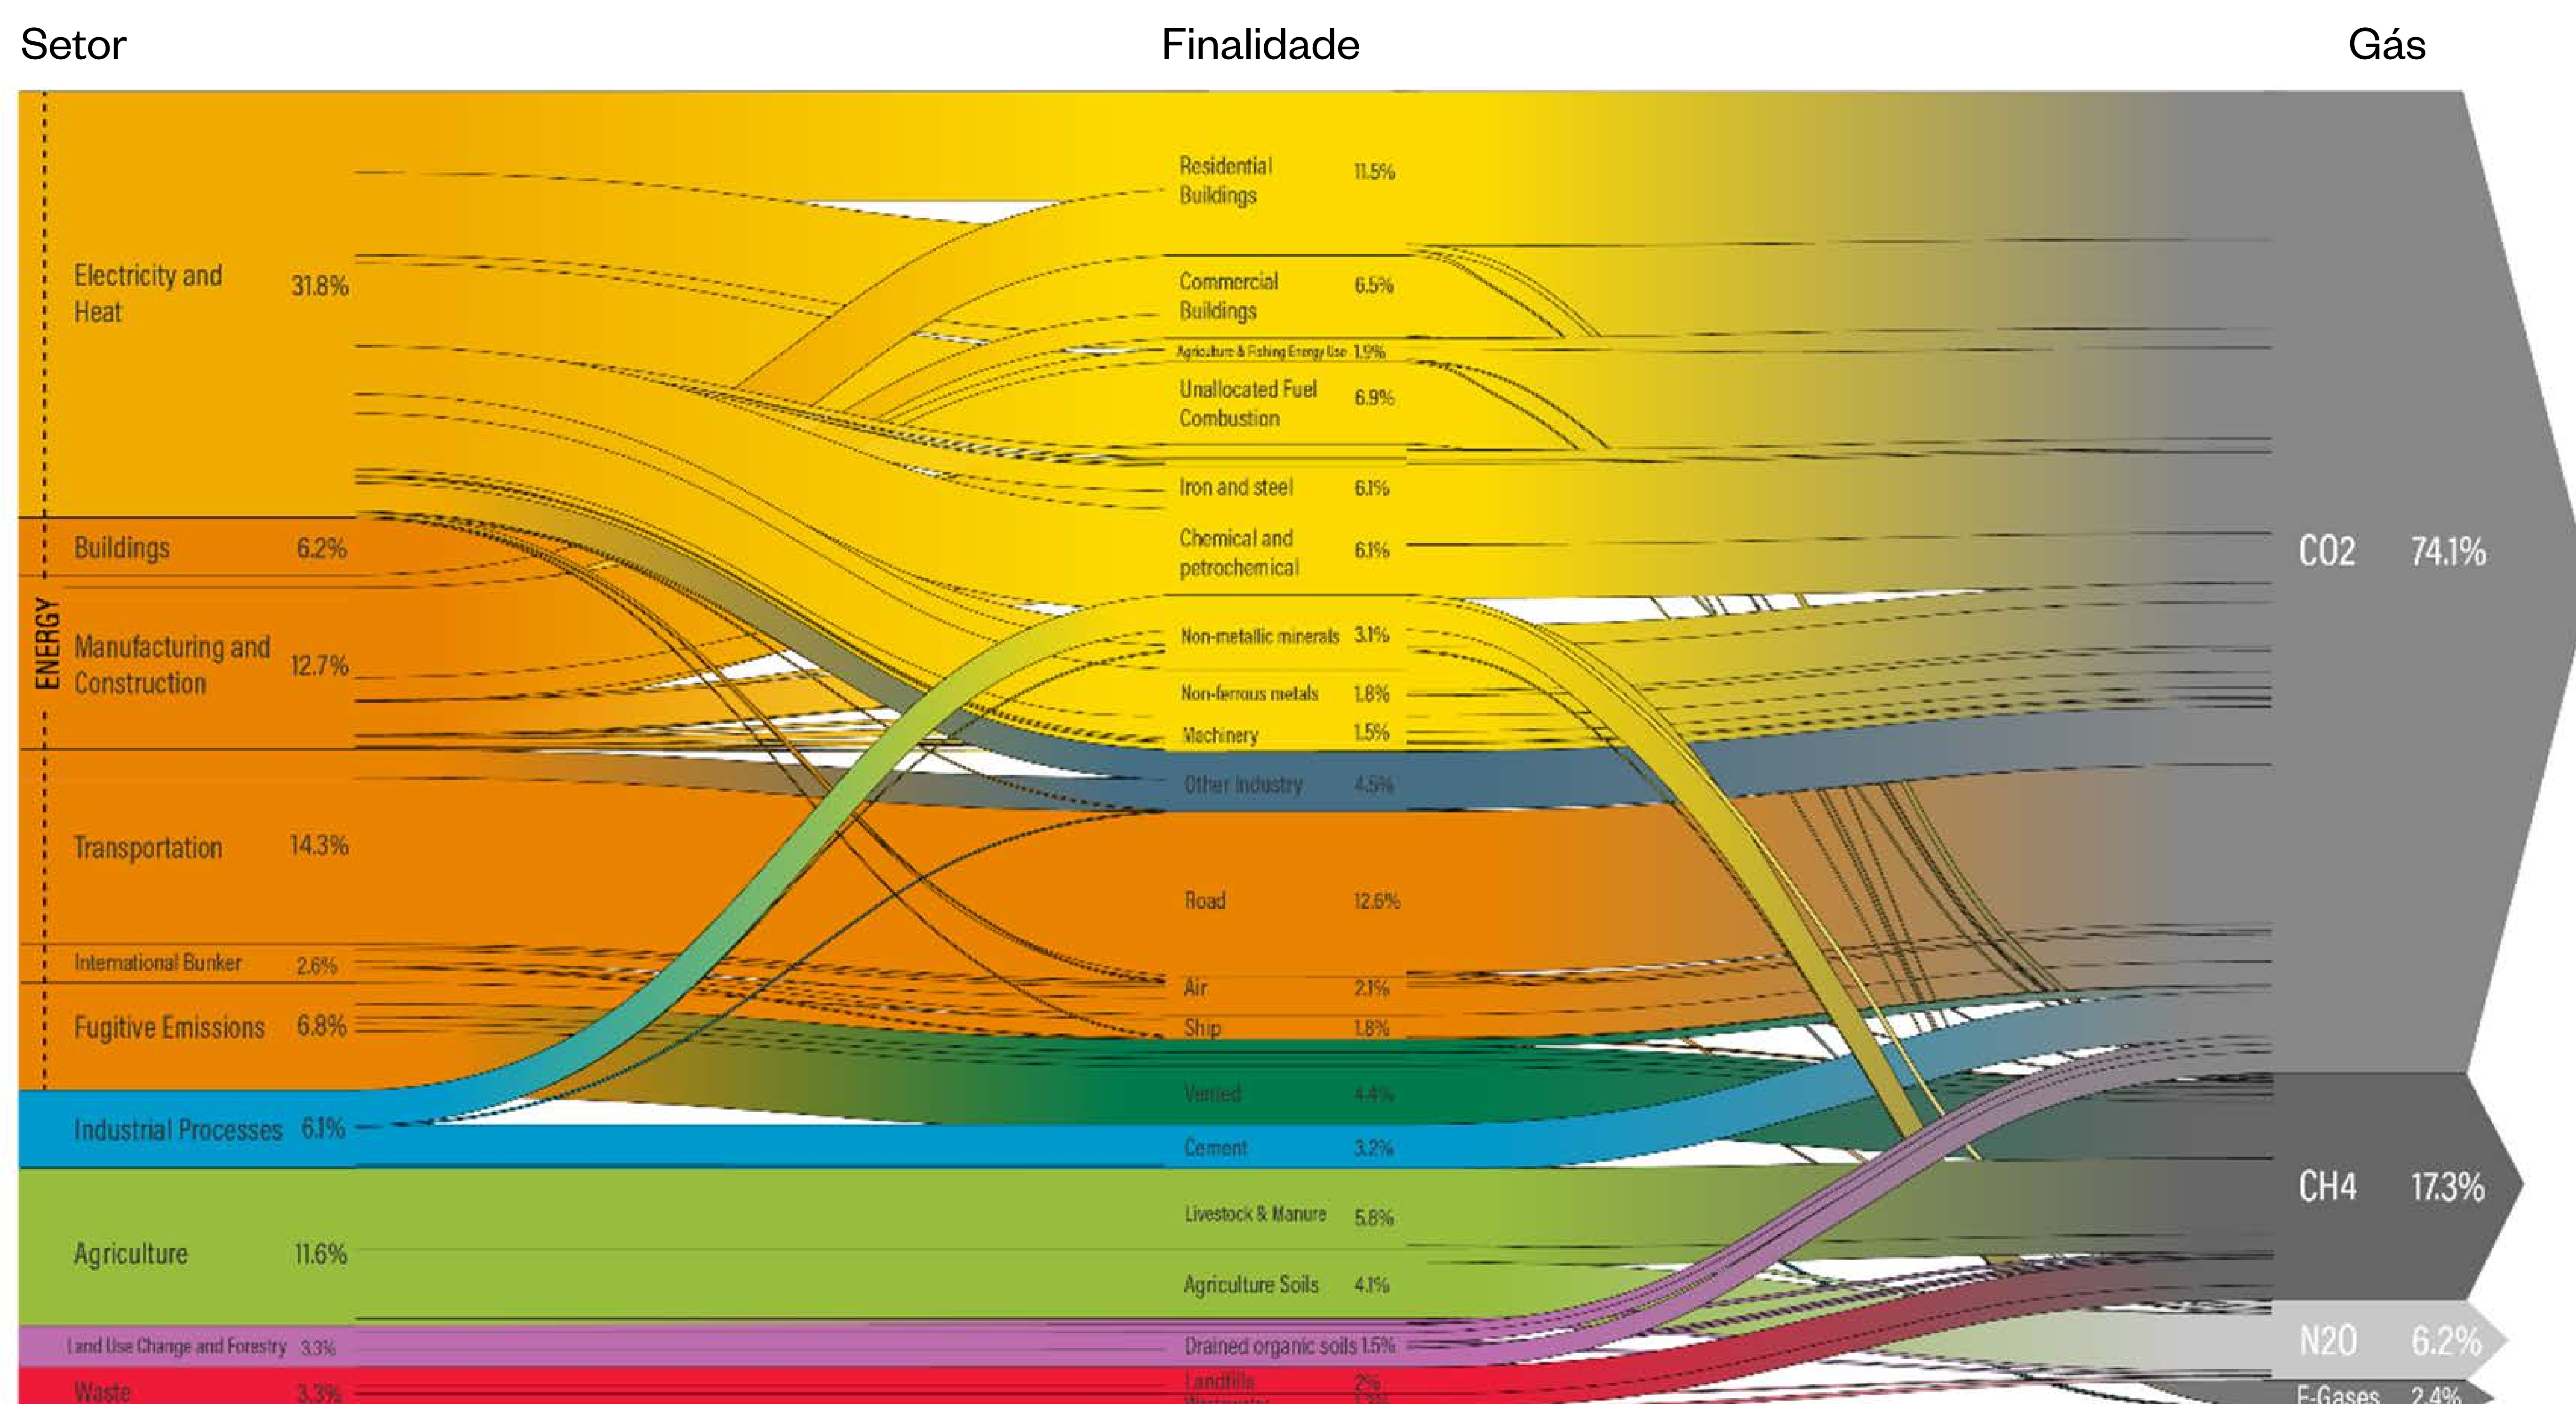 Setor
Finalidade
Gás
ENERGY
Electricity and
Heat
31.8%
Buildings 6.2%
Manufacturing and
Construction
12.7%
Transportation 14.3%
International Bunker 2.6%
Fugitive Emissions 6.8%
Industrial Processes 6.1%
Agriculture 11.6%
Land Use Change and Forestry 3.3%
Waste 3.3%
Residential
Buildings
11.5%
Commercial
Buildings
6.5%
Agriculture & Fishing Energy Use 1.9%
Unallocated Fuel
Combustion
6.9%
Iron and steel 6.1%
Chemical and
petrochemical
6.1%
Non-metallic minerals 3.1%
Non-ferrous metals 1.8%
Machinery 1.5%
Other Industry 4.5%
Road 12.6%
Air 2.1%
Ship 1.8%
Vented 4.4%
Cement 3.2%
Livestock & Manure 5.8%
Agriculture Soils 4.1%
Drained organic soils 1.5%
Landfills 2%
CO2 74.1%
CH4 17.3%
N2O 6.2%
F-Gases 2.4%